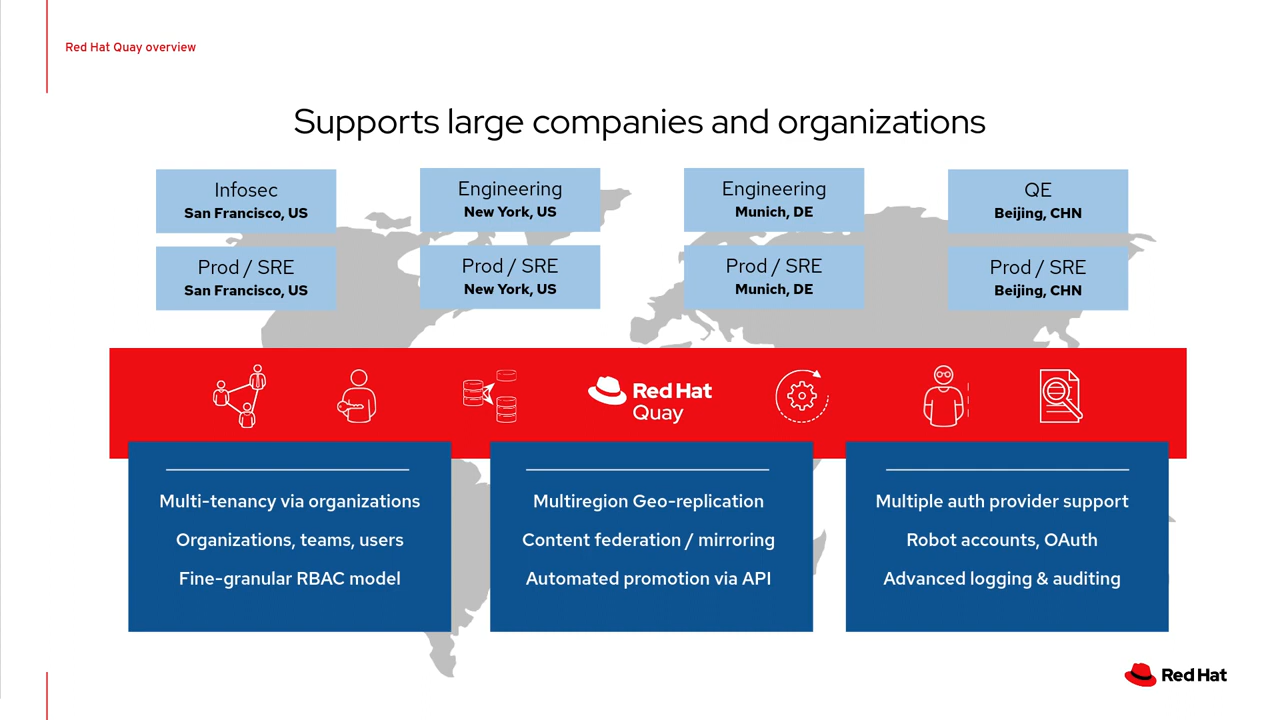 Red Hat Quay overview
Supports large companies and organizations
Infosec
San Francisco, US
Engineering
New York, US
Engineering
Munich, DE
QE
Beijing, CHN
Prod / SRE
San Francisco, US
Prod / SRE
New York, US
Prod / SRE
Munich, DE
Prod / SRE
Beijing, CHN
Red Hat
Quay
Multi-tenancy via organizations
Organizations, teams, users
Fine-granular RBAC model
Multiregion Geo-replication
Content federation / mirroring
Automated promotion via API
Multiple auth provider support
Robot accounts, OAuth
Advanced logging & auditing
Red Hat